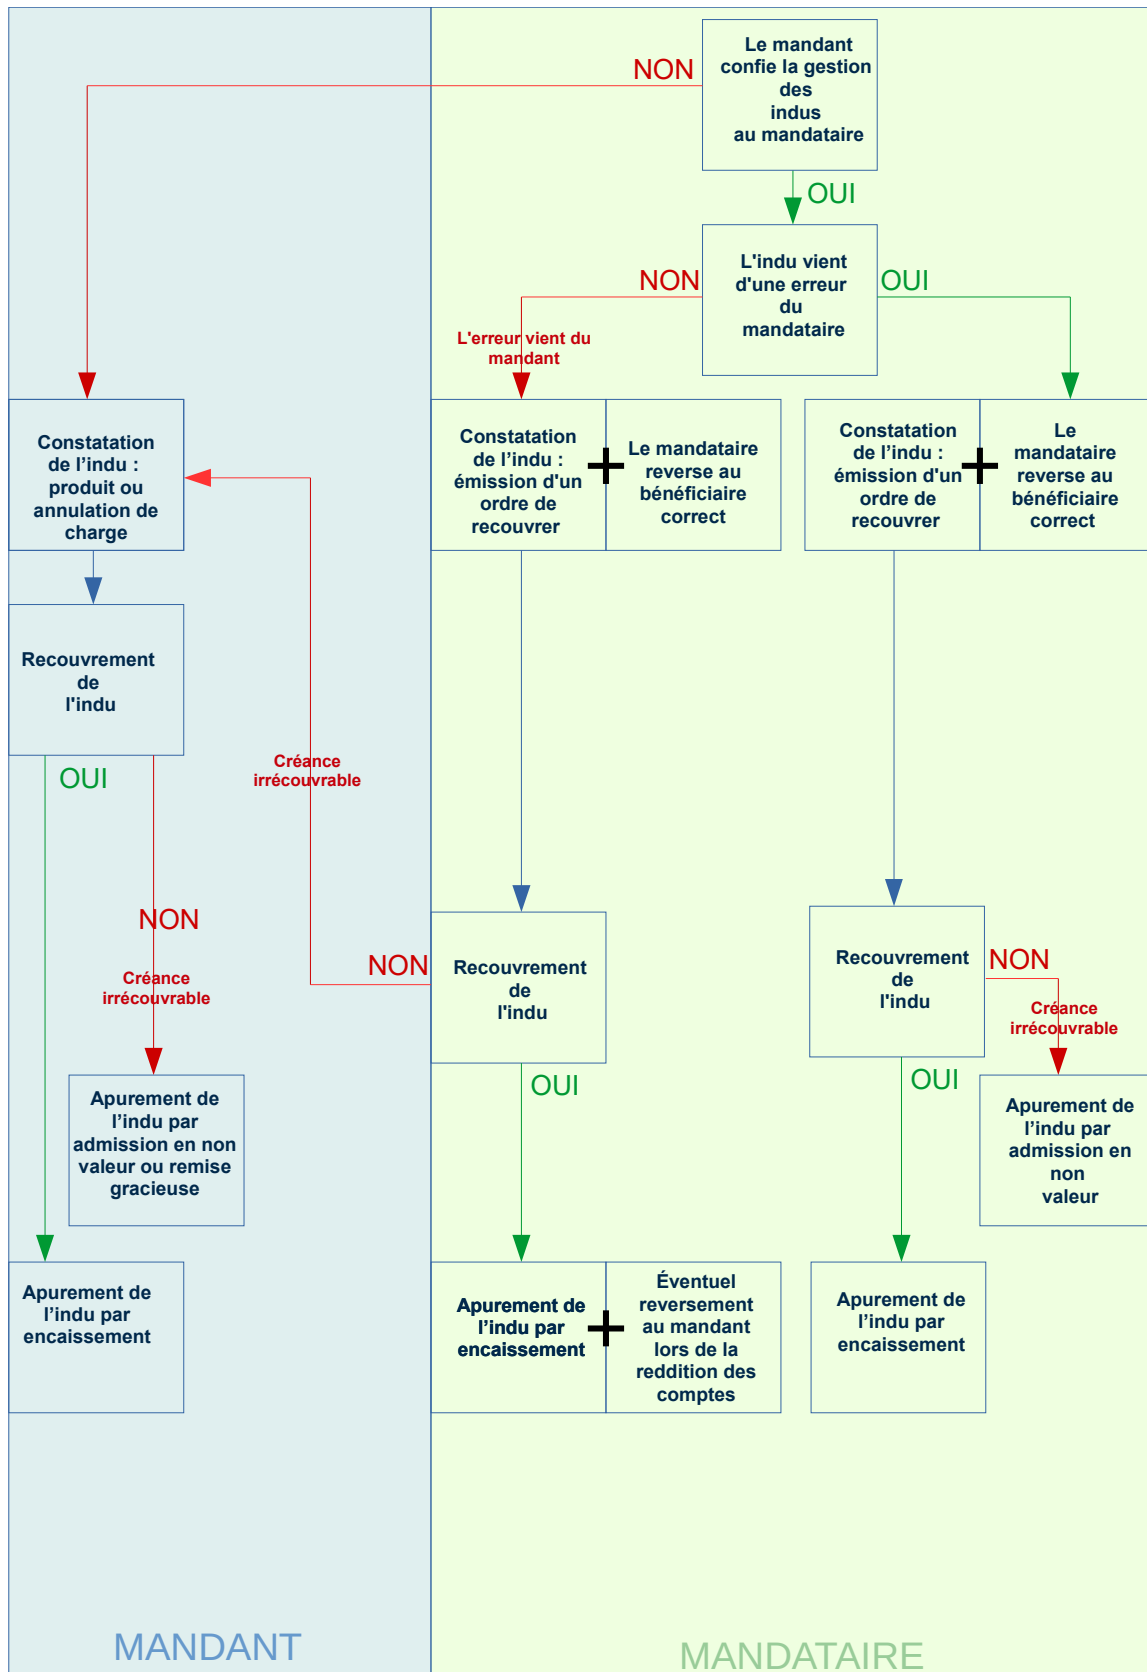 Le mandant
confie la gestion
des
indus
au mandataire
NON
OUI
L'indu vient
d'une erreur
du
mandataire
NON
OUI
L'erreur vient du
mandant
Constatation
de l’indu :
produit ou
annulation de
charge
Constatation
de l’indu :
émission d'un
ordre de
recouvrer
+
Le mandataire
reverse au
bénéficiaire
correct
Constatation
de l’indu :
émission d'un
ordre de
recouvrer
+
Le
mandataire
reverse au
bénéficiaire
correct
Recouvrement
de
l'indu
OUI
Créance
irrécouvrable
NON
Créance
irrécouvrable
NON
Recouvrement
de
l'indu
Recouvrement
de
l'indu
NON
Créance
irrécouvrable
OUI
OUI
Apurement de
l’indu par
admission en non
valeur ou remise
gracieuse
Apurement de
l’indu par
admission en
non
valeur
Apurement de
l’indu par
encaissement
Apurement de
l’indu par
encaissement
+
Éventuel
reversement
au mandant
lors de la
reddition des
comptes
Apurement de
l’indu par
encaissement
MANDANT
MANDATAIRE